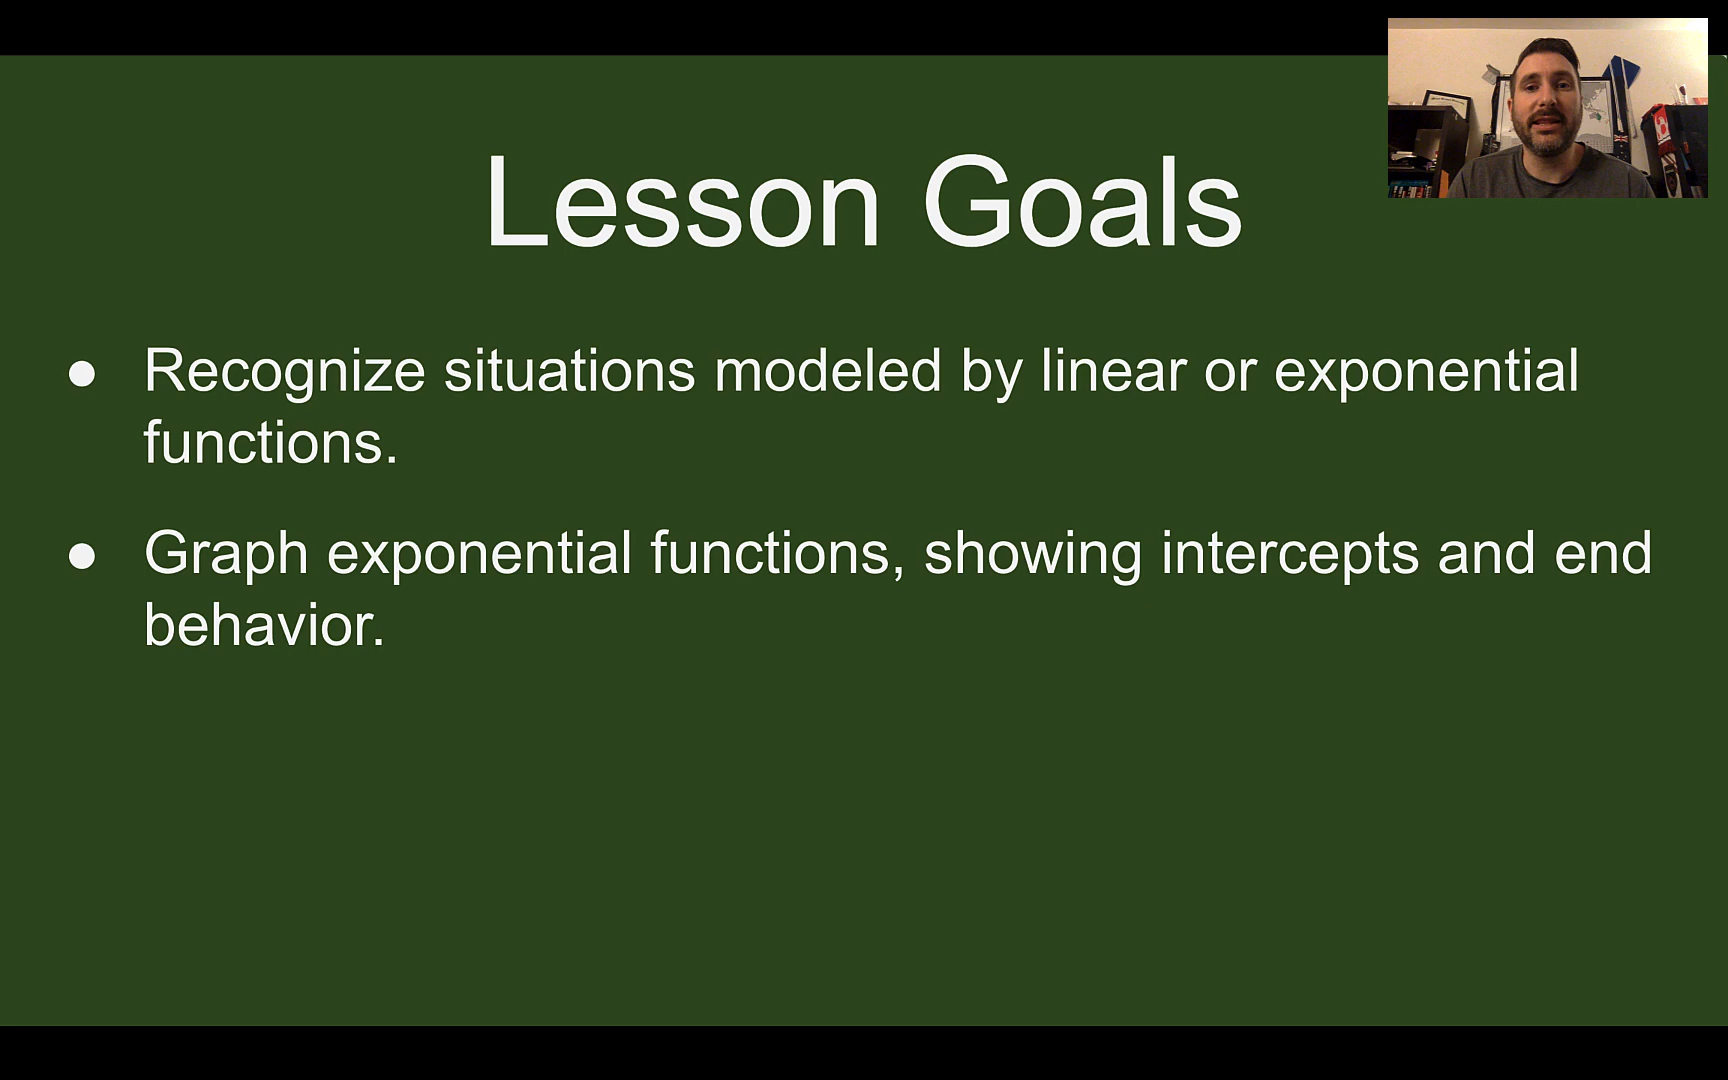 Lesson Goals
● Recognize situations modeled by linear or exponential
functions.
● Graph exponential functions, showing intercepts and end
behavior.